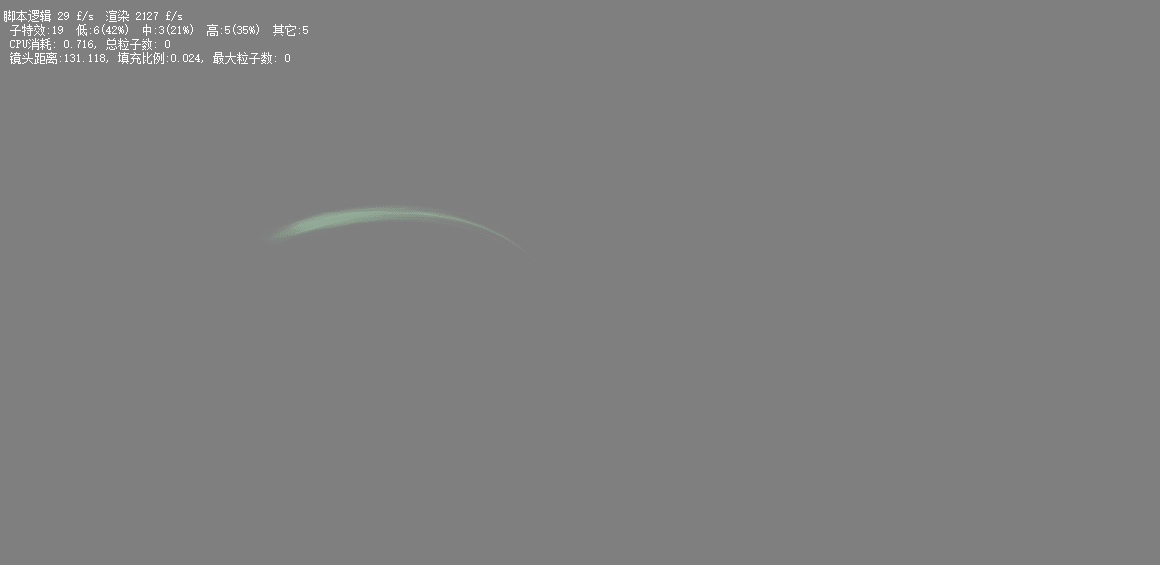 脚本逻辑 29 f/s 渲染 2127 f/s
子特效:19 低:6(42%) 中:3(21%) 高:5(35%) 其它:5
CPU消耗: 0.716, 总粒子数: 0
镜头距离:131.118, 填充比例:0.024, 最大粒子数: 0